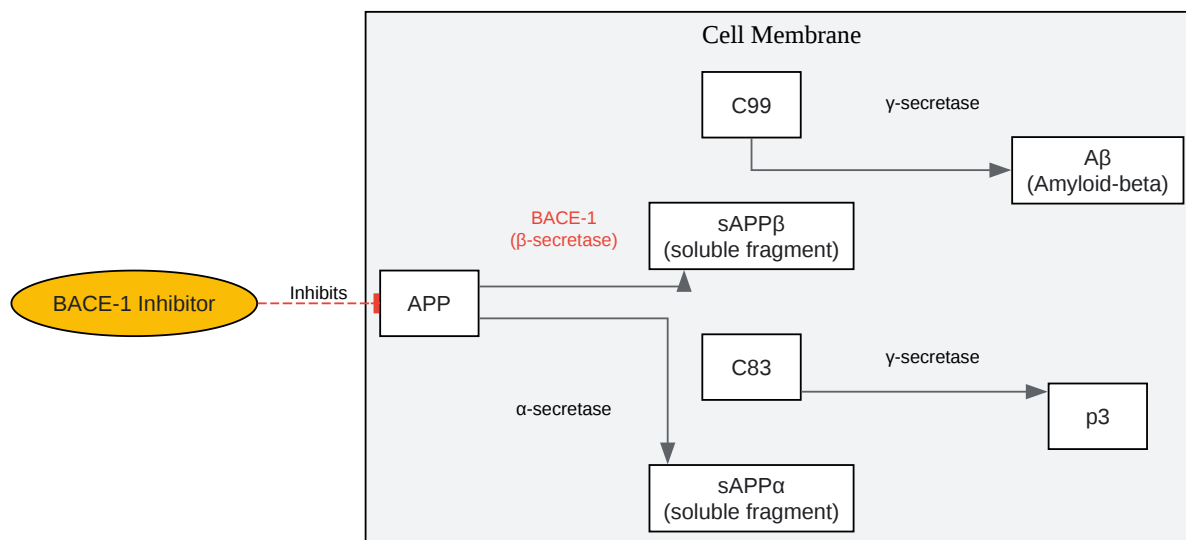 Cell Membrane
C99
γ-secretase
Aβ
(Amyloid-beta)
BACE-1
(β-secretase)
sAPPβ
(soluble fragment)
BACE-1 Inhibitor
Inhibits
APP
C83
γ-secretase
p3
α-secretase
sAPPα
(soluble fragment)